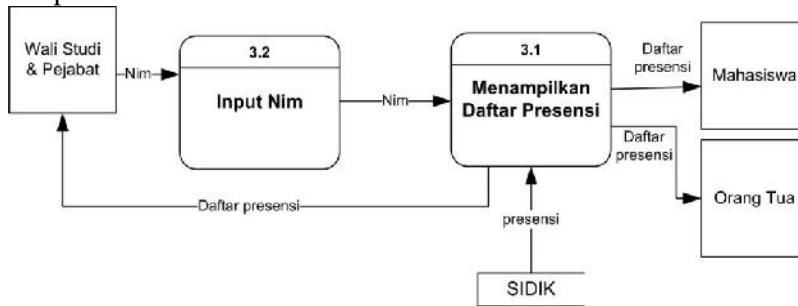 Wali Studi
& Pejabat
Nim
3.2
Input Nim
Nim
3.1
Menampilkan
Daftar Presensi
Daftar
presensi
Mahasiswa
Daftar
presensi
Orang Tua
Daftar presensi
presensi
SIDIK